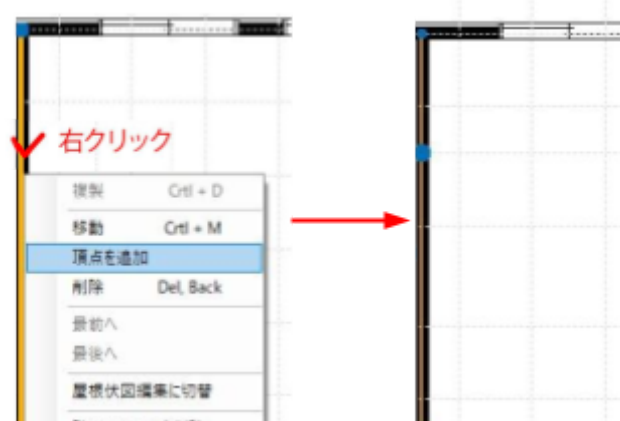 右クリック
複製 Crtl + D
移動 Crtl + M
頂点を追加
削除 Del, Back
最前へ
最後へ
屋根伏図編集に切替